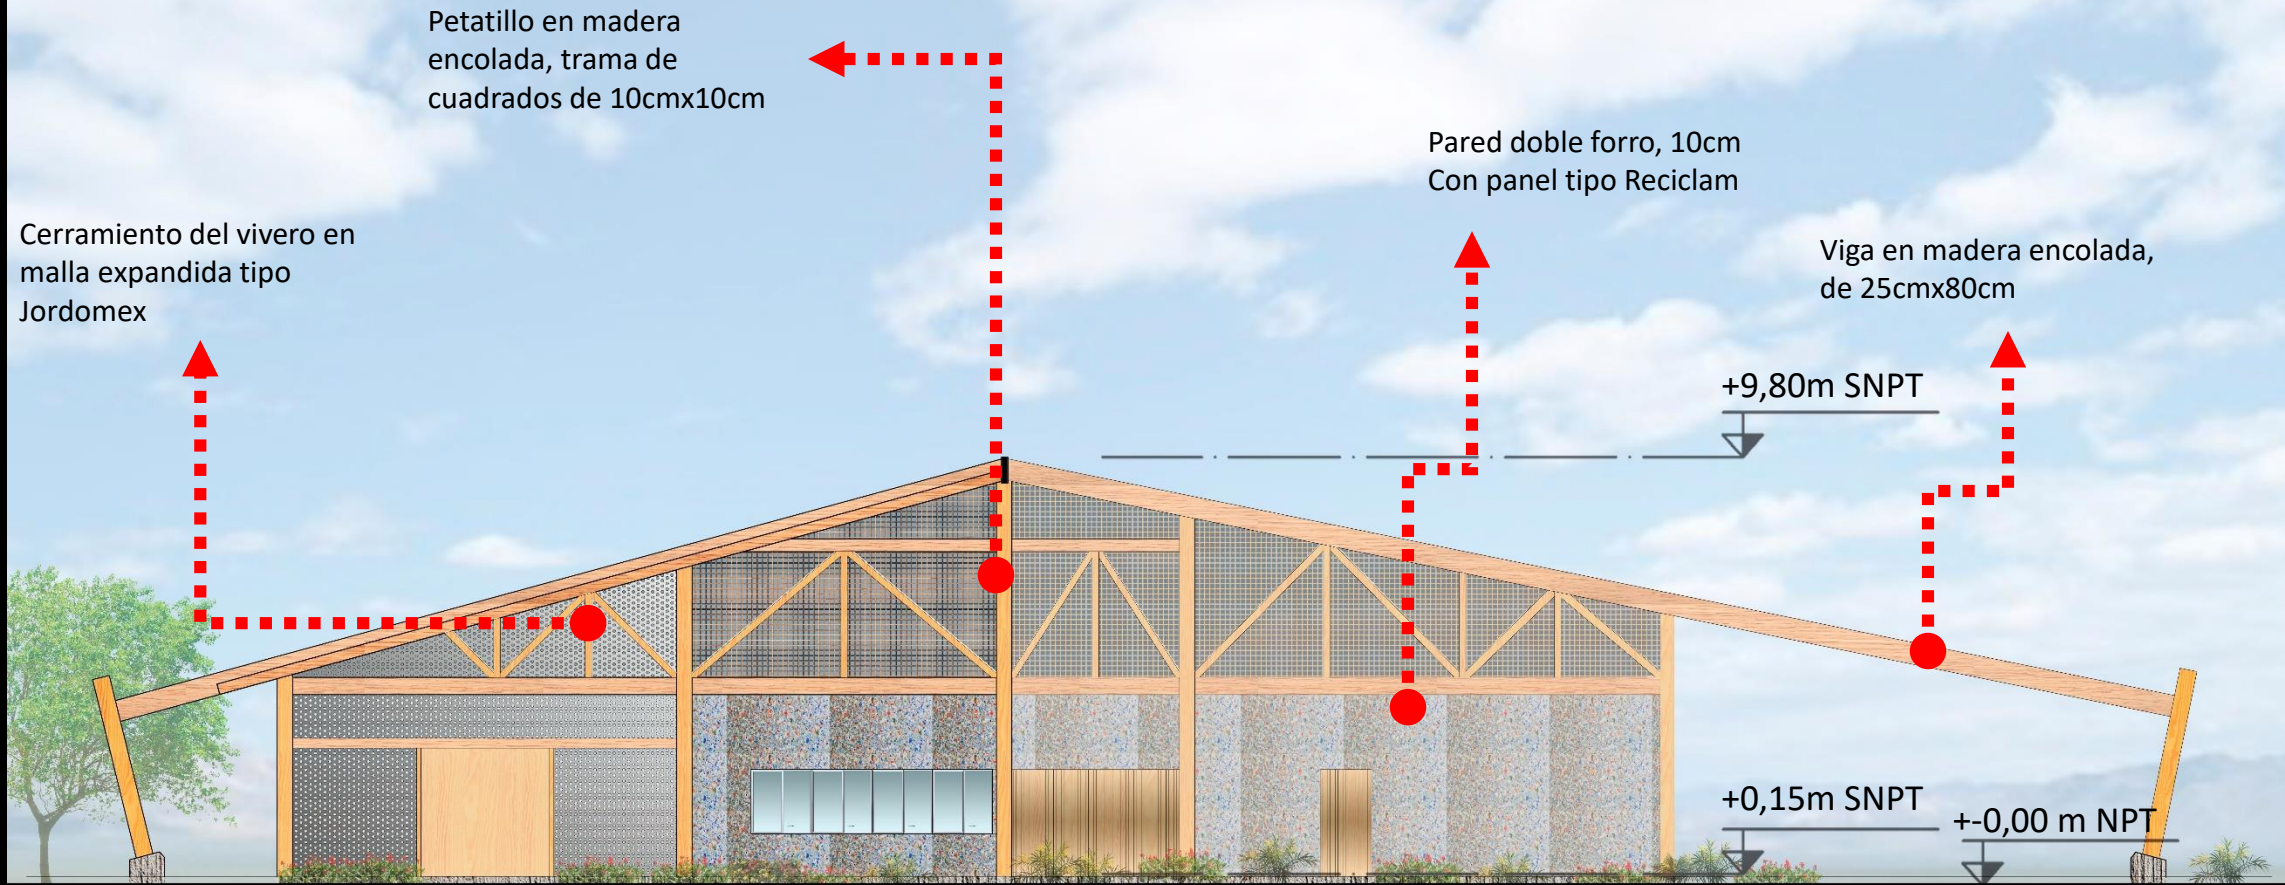 Petatillo en madera
encolada, trama de
cuadrados de 10cmx10cm
Pared doble forro, 10cm
Con panel tipo Reciclam
Cerramiento del vivero en
malla expandida tipo
Jordomex
Viga en madera encolada,
de 25cmx80cm
+9,80m SNPT
+0,15m SNPT
+-0,00 m NPT